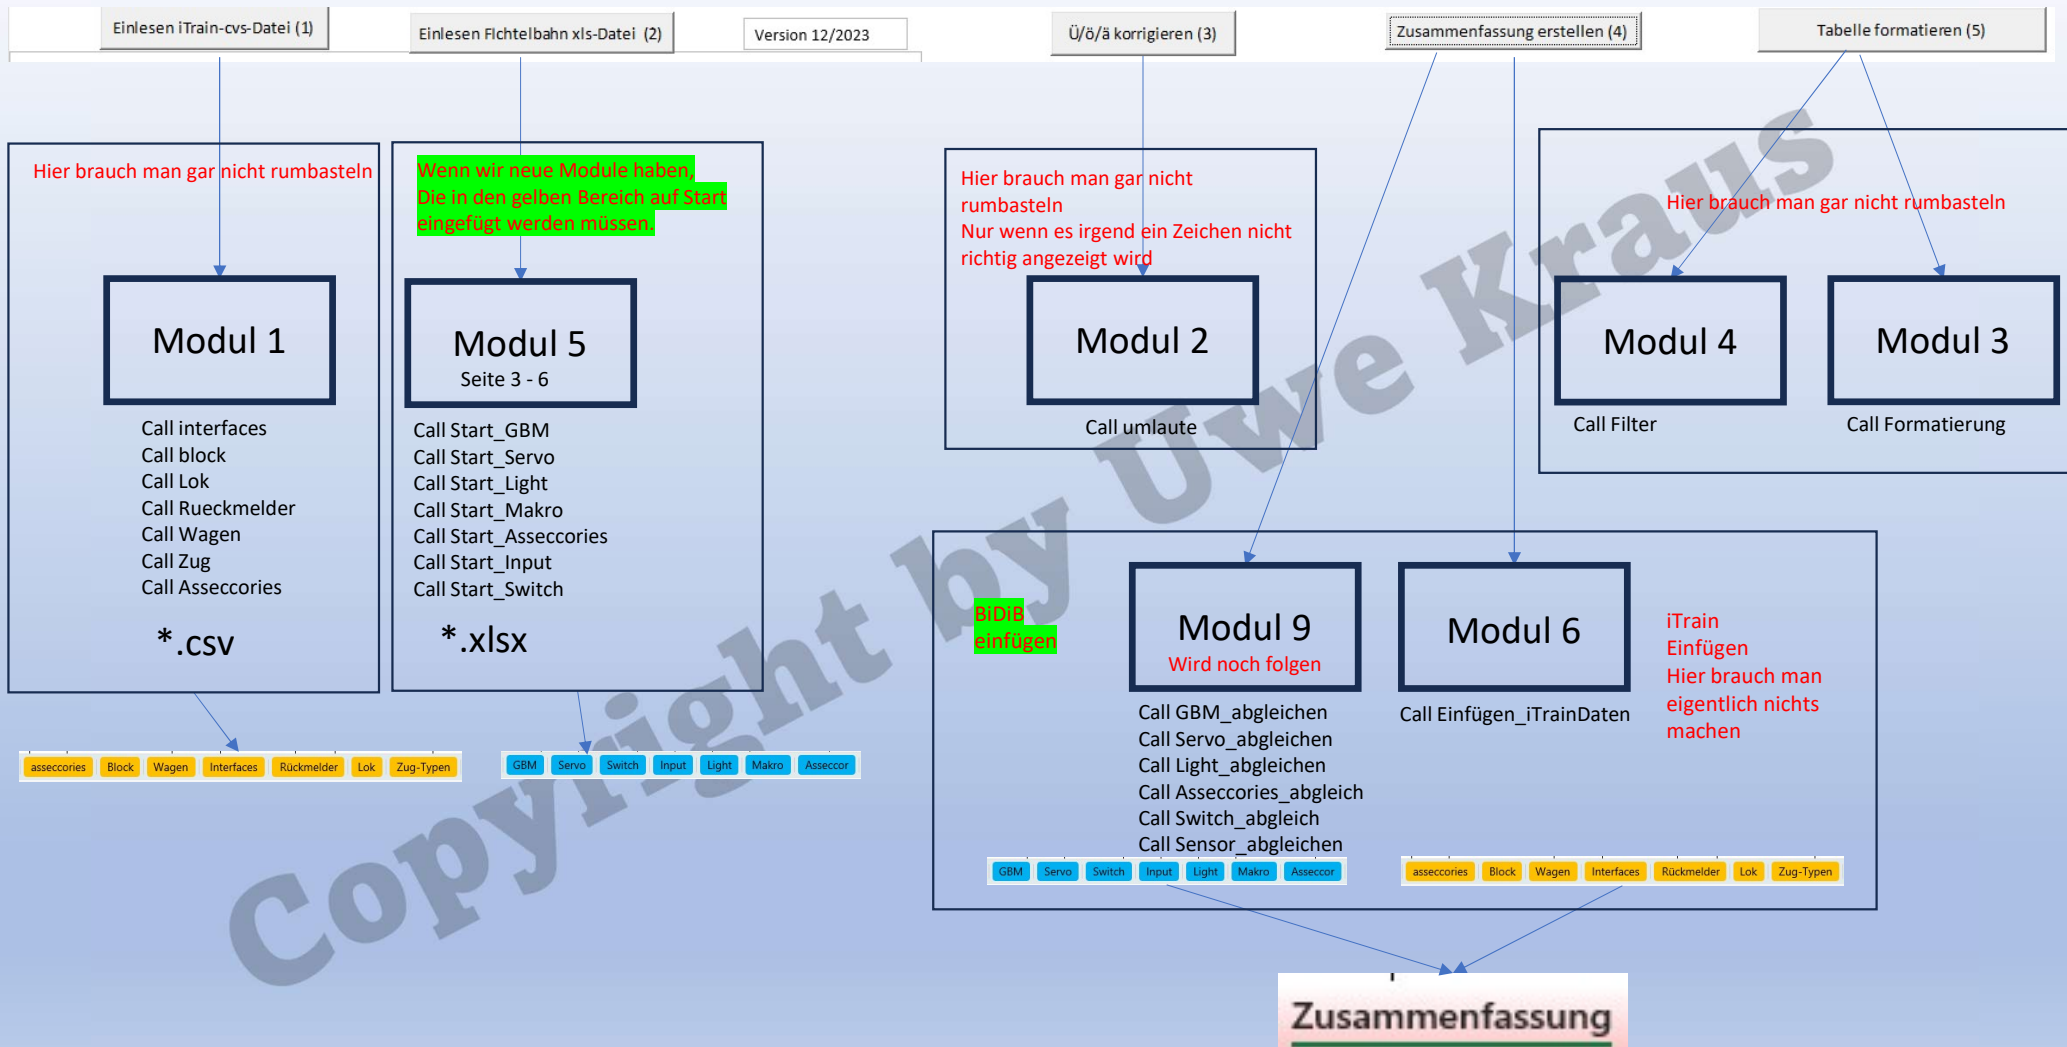 Einlesen iTrain-cvs-Datei (1)
Einlesen FIchtelbahn xls-Datei (2)
Version 12/2023
Ü/ö/ä korrigieren (3)
Zusammenfassung erstellen (4)
Tabelle formatieren (5)
Hier brauch man gar nicht rumbasteln
Modul 1
Call interfaces
Call block
Call Lok
Call Rueckmelder
Call Wagen
Call Zug
Call Asseccories
*.csv
asseccories Block Wagen Interfaces Rückmelder Lok Zug-Typen
Wenn wir neue Module haben,
Die in den gelben Bereich auf Start
eingefügt werden müssen.
Modul 5
Seite 3 - 6
Call Start_GBM
Call Start_Servo
Call Start_Light
Call Start_Makro
Call Start_Asseccories
Call Start_Input
Call Start_Switch
*.xlsx
GBM Servo Switch Input Light Makro Asseccor
Hier brauch man gar nicht
rumbasteln
Nur wenn es irgend ein Zeichen nicht
richtig angezeigt wird
Modul 2
Call umlaute
Hier brauch man gar nicht rumbasteln
Modul 4
Call Filter
Modul 3
Call Formatierung
BiDiB
einfügen
Modul 9
Wird noch folgen
Call GBM_abgleichen
Call Servo_abgleichen
Call Light_abgleichen
Call Asseccories_abgleich
Call Switch_abgleich
Call Sensor_abgleichen
GBM Servo Switch Input Light Makro Asseccor
Modul 6
Call Einfügen_iTrainDaten
iTrain
Einfügen
Hier brauch man
eigentlich nichts
machen
asseccories Block Wagen Interfaces Rückmelder Lok Zug-Typen
Zusammenfassung
Copyright by Uwe Kraus